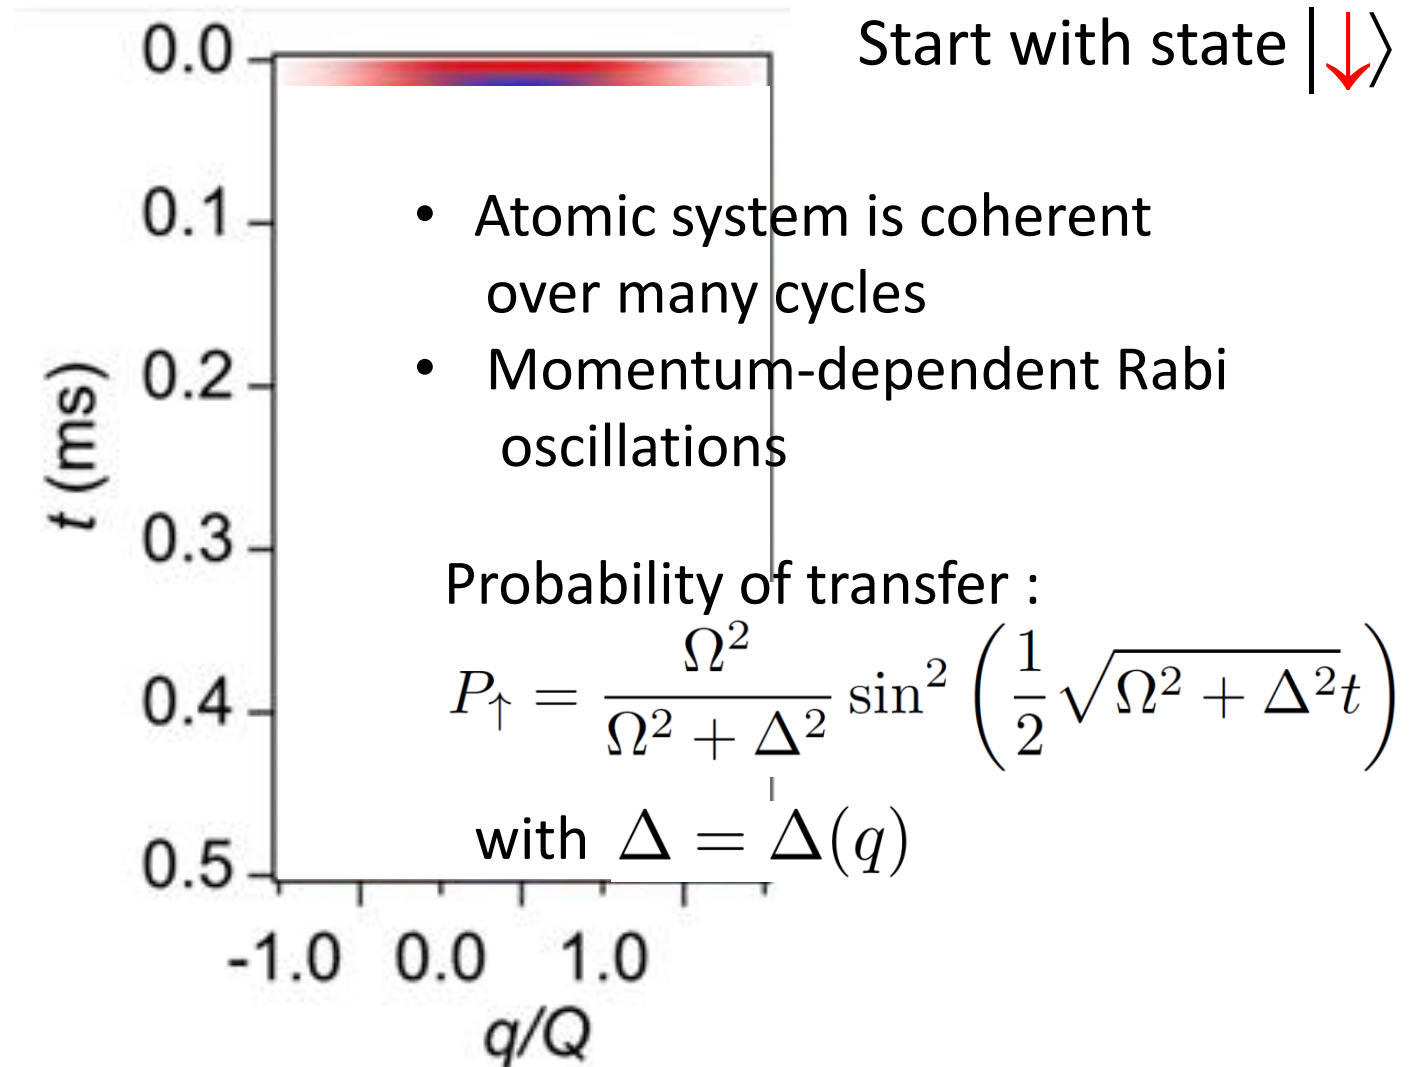 Start with state |↓⟩
0.0
0.1
0.2
0.3
0.4
0.5
t (ms)
• Atomic system is coherent
over many cycles
• Momentum-dependent Rabi
oscillations
Probability of transfer :
P↑ = Ω² / (Ω² + Δ²) sin² (1/2 √(Ω² + Δ²) t)
with Δ = Δ(q)
-1.0 0.0 1.0
q/Q